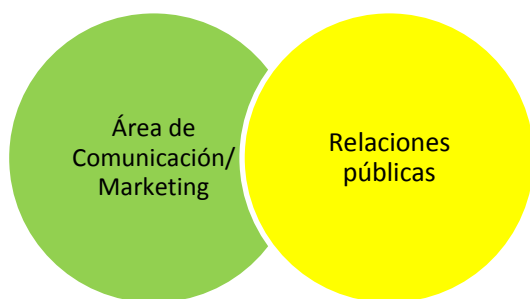 Área de
Comunicación/
Marketing
Relaciones
públicas